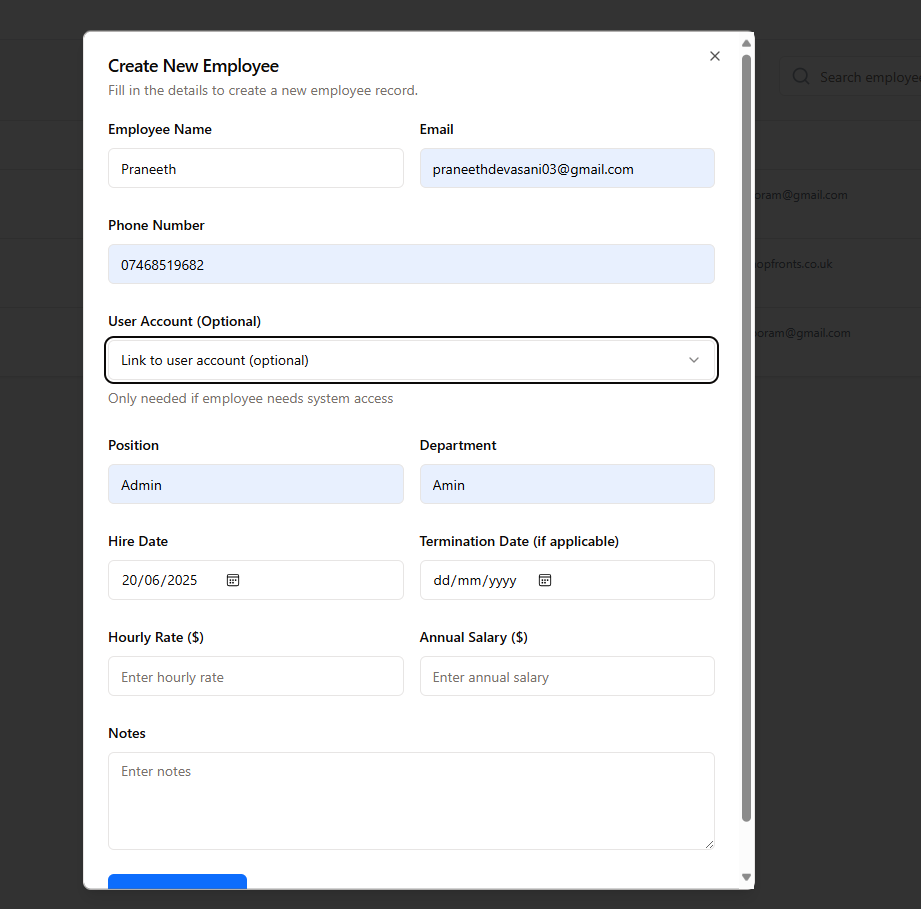 Create New Employee
Fill in the details to create a new employee record.
Search employee
Employee Name
Email
Praneeth
praneethdevasani03@gmail.com
oram@gmail.com
Phone Number
07468519682
opfronts.co.uk
User Account (Optional)
oram@gmail.com
Link to user account (optional)
Only needed if employee needs system access
Position
Department
Admin
Amin
Hire Date
Termination Date (if applicable)
20/06/2025
dd/mm/yyyy
Hourly Rate ($)
Annual Salary ($)
Enter hourly rate
Enter annual salary
Notes
Enter notes